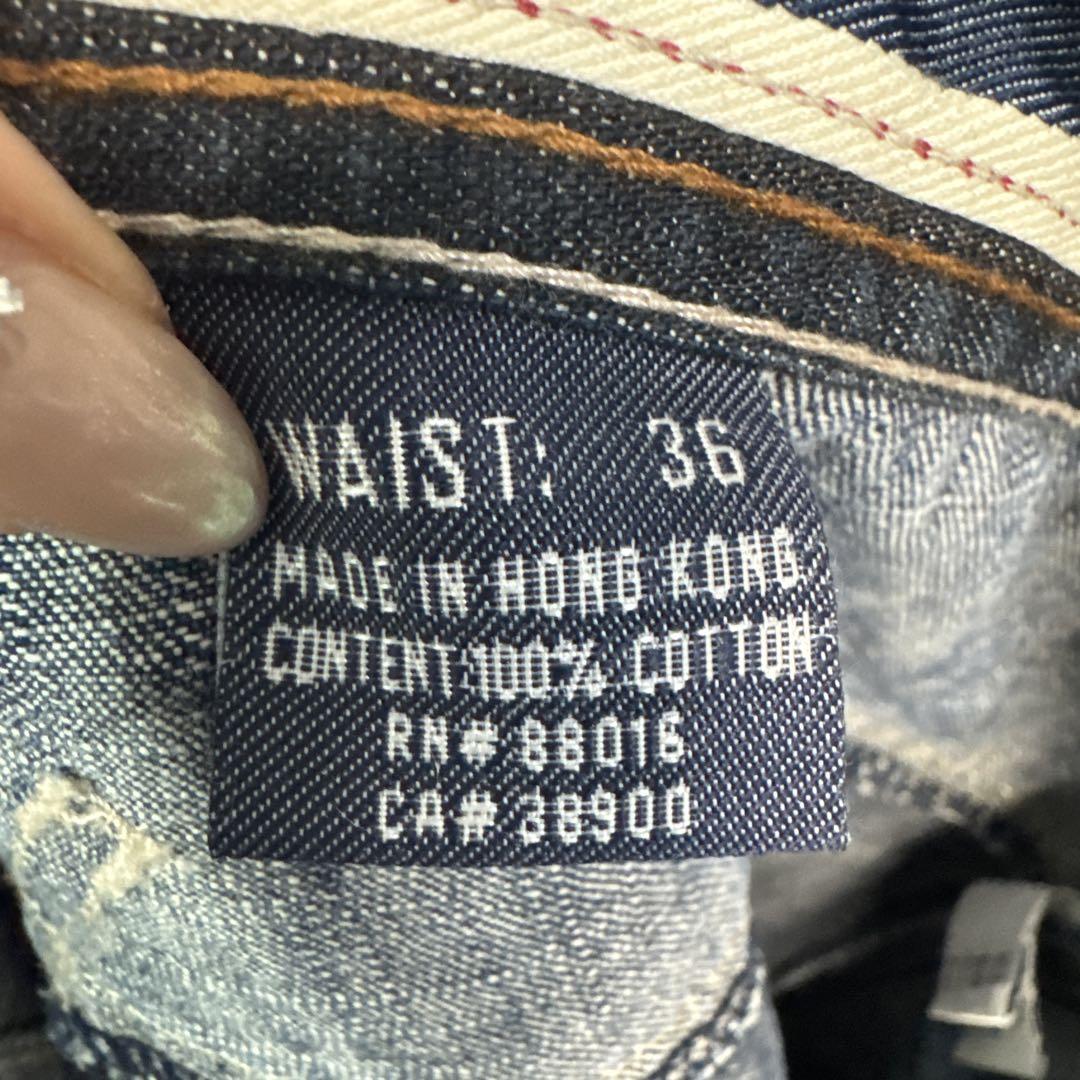 WAIST: 36
MADE IN HONG KONG
CONTENT:100% COTTON
RN# 88016
CA# 38900